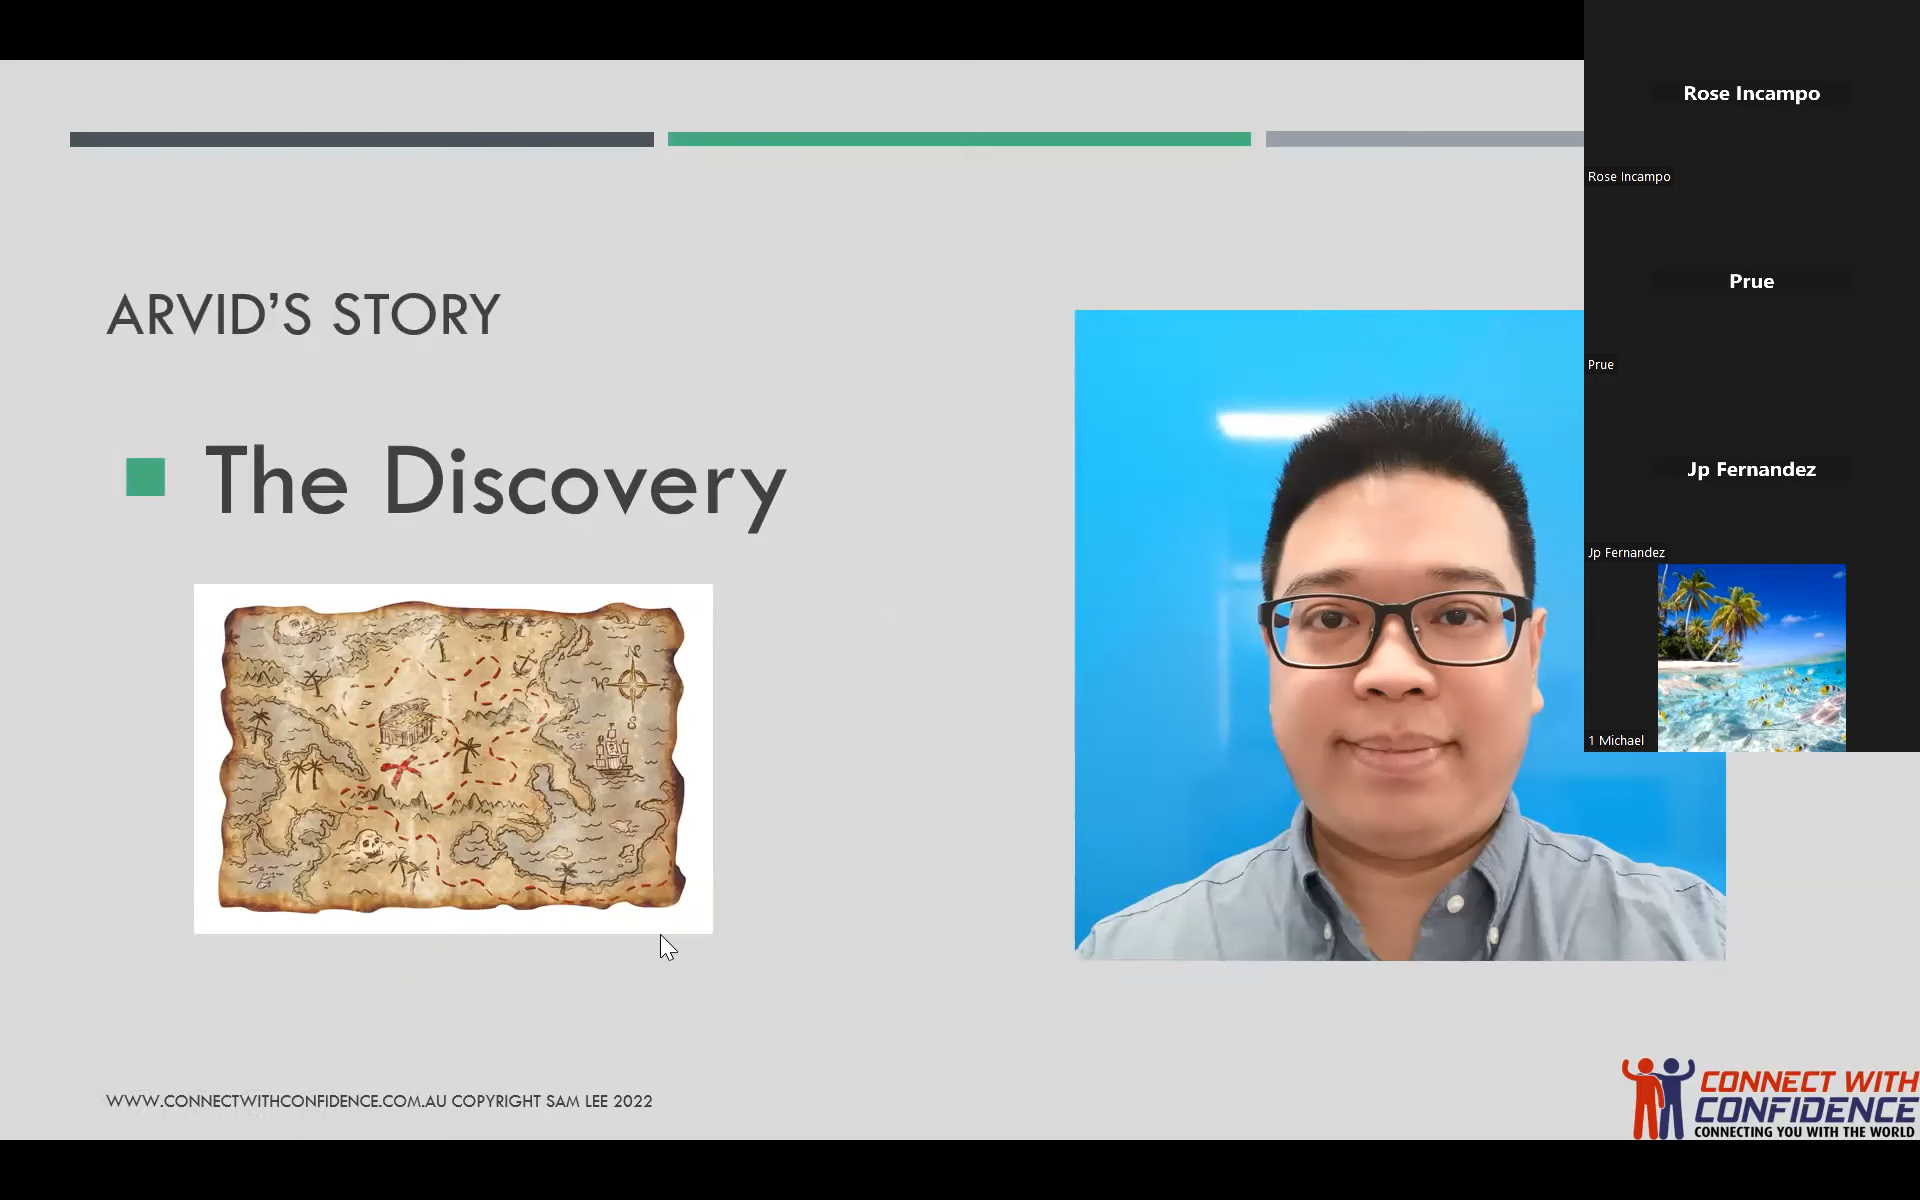 ARVID'S STORY
The Discovery
N
W
E
S
WWW.CONNECTWITHCONFIDENCE.COM.AU COPYRIGHT SAM LEE 2022
Rose Incampo
Rose Incampo
Prue
Prue
Jp Fernandez
Jp Fernandez
1 Michael
CONNECT WITH
CONFIDENCE
CONNECTING YOU WITH THE WORLD